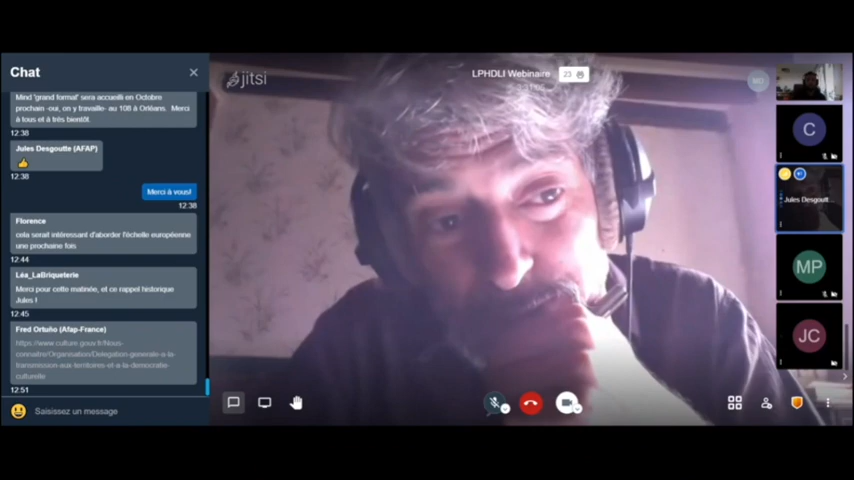 Chat
Mind 'grand format' sera accueilli en Octobre
prochain -oui, on y travaille- au 108 à Orléans. Merci
à tous et à très bientôt.
12:38
Jules Desgoutte (AFAP)
12:38
Merci à vous!
12:38
Florence
cela serait intéressant d'aborder l'échelle européenne
une prochaine fois
12:44
Léa_LaBriqueterie
Merci pour cette matinée, et ce rappel historique
Jules !
12:45
Fred Ortuño (Afap-France)
https://www.culture.gouv.fr/Nous-
connaitre/Organisation/Delegation-generale-a-la-
transmission-aux-territoires-et-a-la-democratie-
culturelle
12:51
Saisissez un message
jitsi
LPHDLI Webinaire
23
C
Jules Desgoutt...
MP
JC